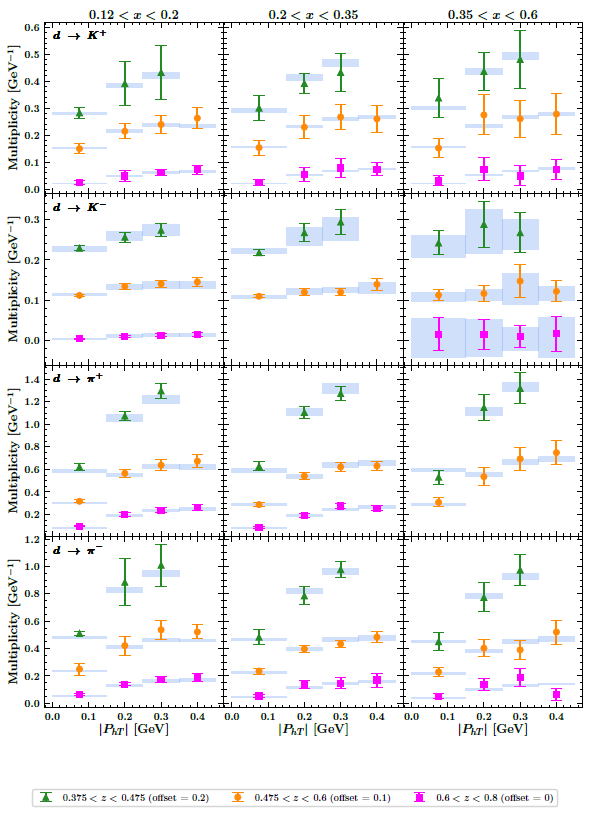 0.12 < x < 0.2 0.2 < x < 0.35 0.35 < x < 0.6
d → K⁺
Multiplicity [GeV⁻¹]
0.6
0.5
0.4
0.3
0.2
0.1
0.0
d → K⁻
Multiplicity [GeV⁻¹]
0.3
0.2
0.1
0.0
d → π⁺
Multiplicity [GeV⁻¹]
1.4
1.2
1.0
0.8
0.6
0.4
0.2
d → π⁻
Multiplicity [GeV⁻¹]
1.2
1.0
0.8
0.6
0.4
0.2
0.0
0.0 0.1 0.2 0.3 0.4 0.0 0.1 0.2 0.3 0.4 0.0 0.1 0.2 0.3 0.4
|P_hT| [GeV] |P_hT| [GeV] |P_hT| [GeV]
0.375 < z < 0.475 (offset = 0.2) 0.475 < z < 0.6 (offset = 0.1) 0.6 < z < 0.8 (offset = 0)